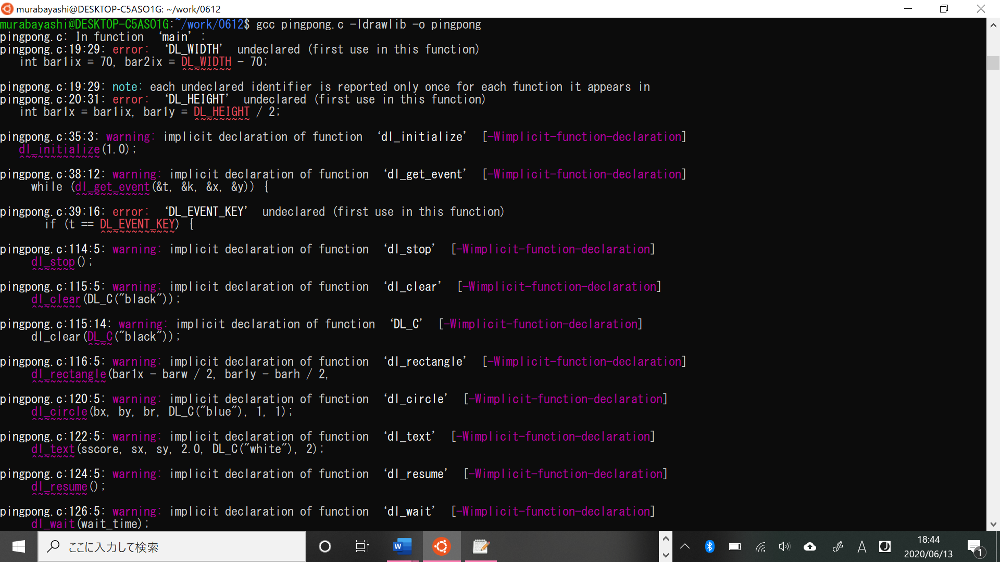 murabayashi@DESKTOP-C5ASO1G: ~/work/0612
murabayashi@DESKTOP-C5ASO1G:~/work/0612$ gcc pingpong.c -ldrawlib -o pingpong
pingpong.c: In function ‘main’:
pingpong.c:19:29: error: ‘DL_WIDTH’ undeclared (first use in this function)
int bar1ix = 70, bar2ix = DL_WIDTH - 70;
^~~~~~~~
pingpong.c:19:29: note: each undeclared identifier is reported only once for each function it appears in
pingpong.c:20:31: error: ‘DL_HEIGHT’ undeclared (first use in this function)
int bar1x = bar1ix, bar1y = DL_HEIGHT / 2;
^~~~~~~~~
pingpong.c:35:3: warning: implicit declaration of function ‘dl_initialize’ [-Wimplicit-function-declaration]
dl_initialize(1.0);
^~~~~~~~~~~~~
pingpong.c:38:12: warning: implicit declaration of function ‘dl_get_event’ [-Wimplicit-function-declaration]
while (dl_get_event(&t, &k, &x, &y)) {
^~~~~~~~~~~~
pingpong.c:39:16: error: ‘DL_EVENT_KEY’ undeclared (first use in this function)
if (t == DL_EVENT_KEY) {
^~~~~~~~~~~~
pingpong.c:114:5: warning: implicit declaration of function ‘dl_stop’ [-Wimplicit-function-declaration]
dl_stop();
^~~~~~~
pingpong.c:115:5: warning: implicit declaration of function ‘dl_clear’ [-Wimplicit-function-declaration]
dl_clear(DL_C("black"));
^~~~~~~~
pingpong.c:115:14: warning: implicit declaration of function ‘DL_C’ [-Wimplicit-function-declaration]
dl_clear(DL_C("black"));
^~~~
pingpong.c:116:5: warning: implicit declaration of function ‘dl_rectangle’ [-Wimplicit-function-declaration]
dl_rectangle(bar1x - barw / 2, bar1y - barh / 2,
^~~~~~~~~~~~
pingpong.c:120:5: warning: implicit declaration of function ‘dl_circle’ [-Wimplicit-function-declaration]
dl_circle(bx, by, br, DL_C("blue"), 1, 1);
^~~~~~~~~
pingpong.c:122:5: warning: implicit declaration of function ‘dl_text’ [-Wimplicit-function-declaration]
dl_text(sscore, sx, sy, 2.0, DL_C("white"), 2);
^~~~~~~
pingpong.c:124:5: warning: implicit declaration of function ‘dl_resume’ [-Wimplicit-function-declaration]
dl_resume();
^~~~~~~~~
pingpong.c:126:5: warning: implicit declaration of function ‘dl_wait’ [-Wimplicit-function-declaration]
dl_wait(wait_time);
ここに入力して検索
W
A
J
18:44
2020/06/13
1